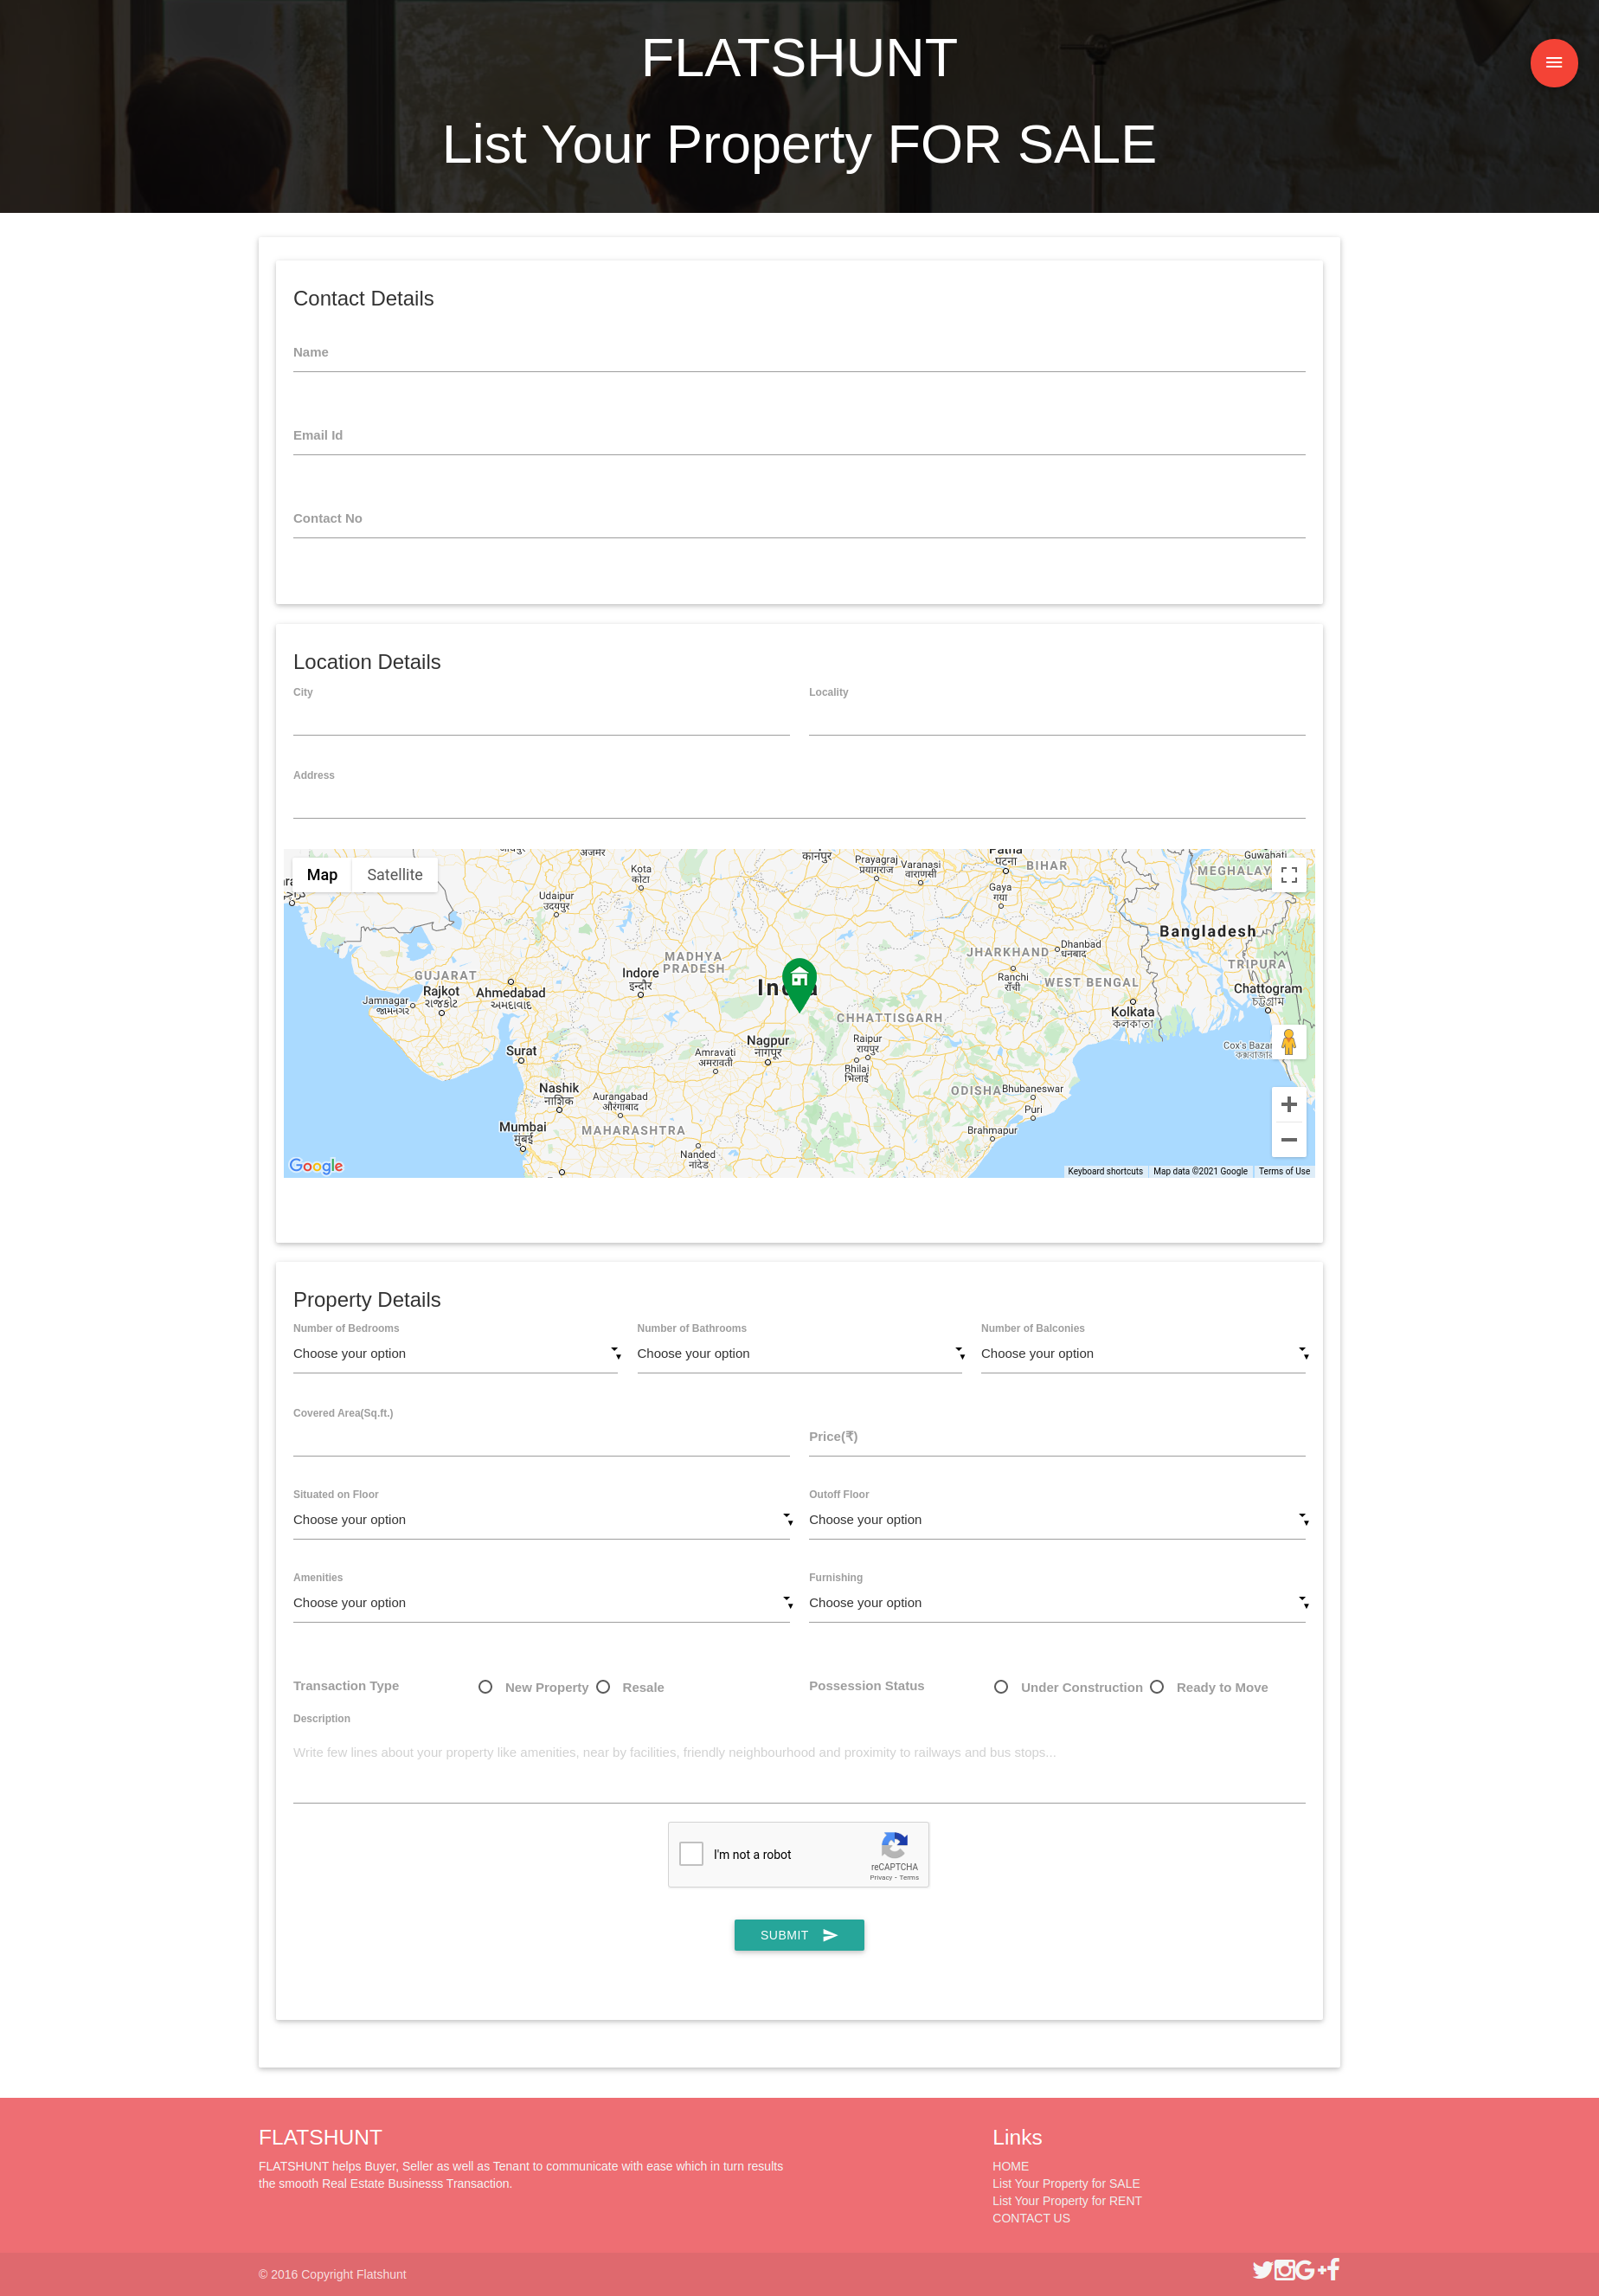 FLATSHUNT
List Your Property FOR SALE
Contact Details
Name
Email Id
Contact No
Location Details
City
Locality
Address
Map
Satellite
अजमेर
कानपुर
Prayagraj
प्रयागराज
Varanasi
वाराणसी
Patna
पटना
BIHAR
Guwahati
MEGHALAY
Kota
कोटा
Udaipur
उदयपुर
Gaya
गया
Bangladesh
MADHYA
PRADESH
JHARKHAND
Dhanbad
धनबाद
TRIPURA
GUJARAT
Indore
इन्दौर
Ranchi
राँची
WEST BENGAL
Rajkot
રાજકોટ
Ahmedabad
અમદાવાદ
Jamnagar
જામનગર
Chattogram
চট্টগ্রাম
Kolkata
কলকাতা
CHHATTISGARH
Nagpur
नागपूर
Raipur
रायपुर
Surat
Amravati
अमरावती
Bhilai
भिलाई
Cox's Bazar
Nashik
नाशिक
Aurangabad
औरंगाबाद
ODISHA
Bhubaneswar
Puri
Mumbai
मुंबई
MAHARASHTRA
Brahmapur
Nanded
नांदेड
Google
Keyboard shortcuts
Map data ©2021 Google
Terms of Use
Property Details
Number of Bedrooms
Number of Bathrooms
Number of Balconies
Choose your option
Choose your option
Choose your option
Covered Area(Sq.ft.)
Price(₹)
Situated on Floor
Outoff Floor
Choose your option
Choose your option
Amenities
Furnishing
Choose your option
Choose your option
Transaction Type
New Property
Resale
Possession Status
Under Construction
Ready to Move
Description
Write few lines about your property like amenities, near by facilities, friendly neighbourhood and proximity to railways and bus stops...
I'm not a robot
reCAPTCHA
Privacy - Terms
SUBMIT
FLATSHUNT
FLATSHUNT helps Buyer, Seller as well as Tenant to communicate with ease which in turn results
the smooth Real Estate Businesss Transaction.
Links
HOME
List Your Property for SALE
List Your Property for RENT
CONTACT US
© 2016 Copyright Flatshunt